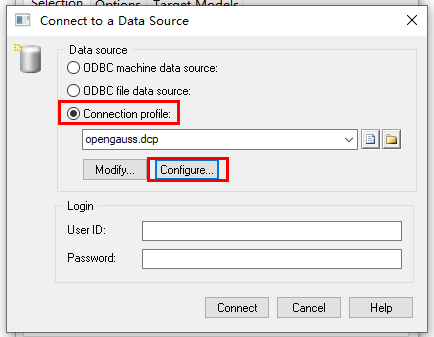 Selection Options Target Models
Connect to a Data Source
Data source
ODBC machine data source:
ODBC file data source:
Connection profile:
opengauss.dcp
Modify... Configure...
Login
User ID:
Password:
Connect Cancel Help